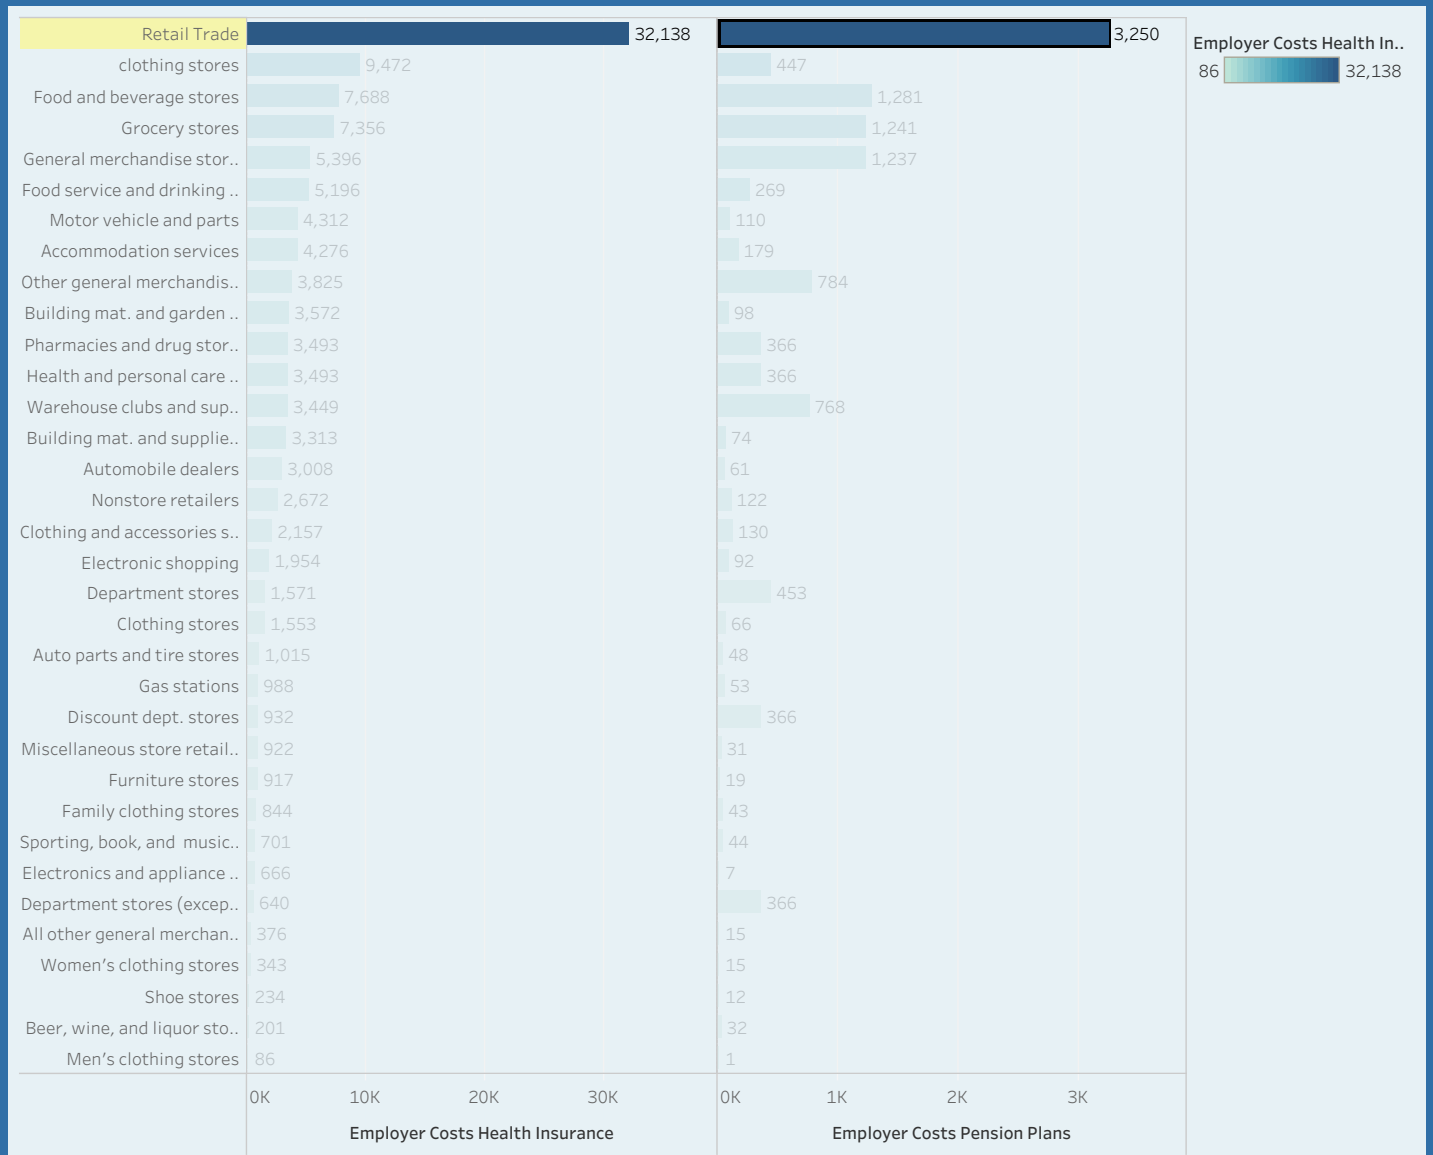 Retail Trade 32,138 3,250
Employer Costs Health In..
86 32,138
clothing stores 9,472 447
Food and beverage stores 7,688 1,281
Grocery stores 7,356 1,241
General merchandise stor.. 5,396 1,237
Food service and drinking .. 5,196 269
Motor vehicle and parts 4,312 110
Accommodation services 4,276 179
Other general merchandis.. 3,825 784
Building mat. and garden .. 3,572 98
Pharmacies and drug stor.. 3,493 366
Health and personal care .. 3,493 366
Warehouse clubs and sup.. 3,449 768
Building mat. and supplie.. 3,313 74
Automobile dealers 3,008 61
Nonstore retailers 2,672 122
Clothing and accessories s.. 2,157 130
Electronic shopping 1,954 92
Department stores 1,571 453
Clothing stores 1,553 66
Auto parts and tire stores 1,015 48
Gas stations 988 53
Discount dept. stores 932 366
Miscellaneous store retail.. 922 31
Furniture stores 917 19
Family clothing stores 844 43
Sporting, book, and music.. 701 44
Electronics and appliance .. 666 7
Department stores (excep.. 640 366
All other general merchan.. 376 15
Women's clothing stores 343 15
Shoe stores 234 12
Beer, wine, and liquor sto.. 201 32
Men's clothing stores 86 1
0K 10K 20K 30K 0K 1K 2K 3K
Employer Costs Health Insurance Employer Costs Pension Plans